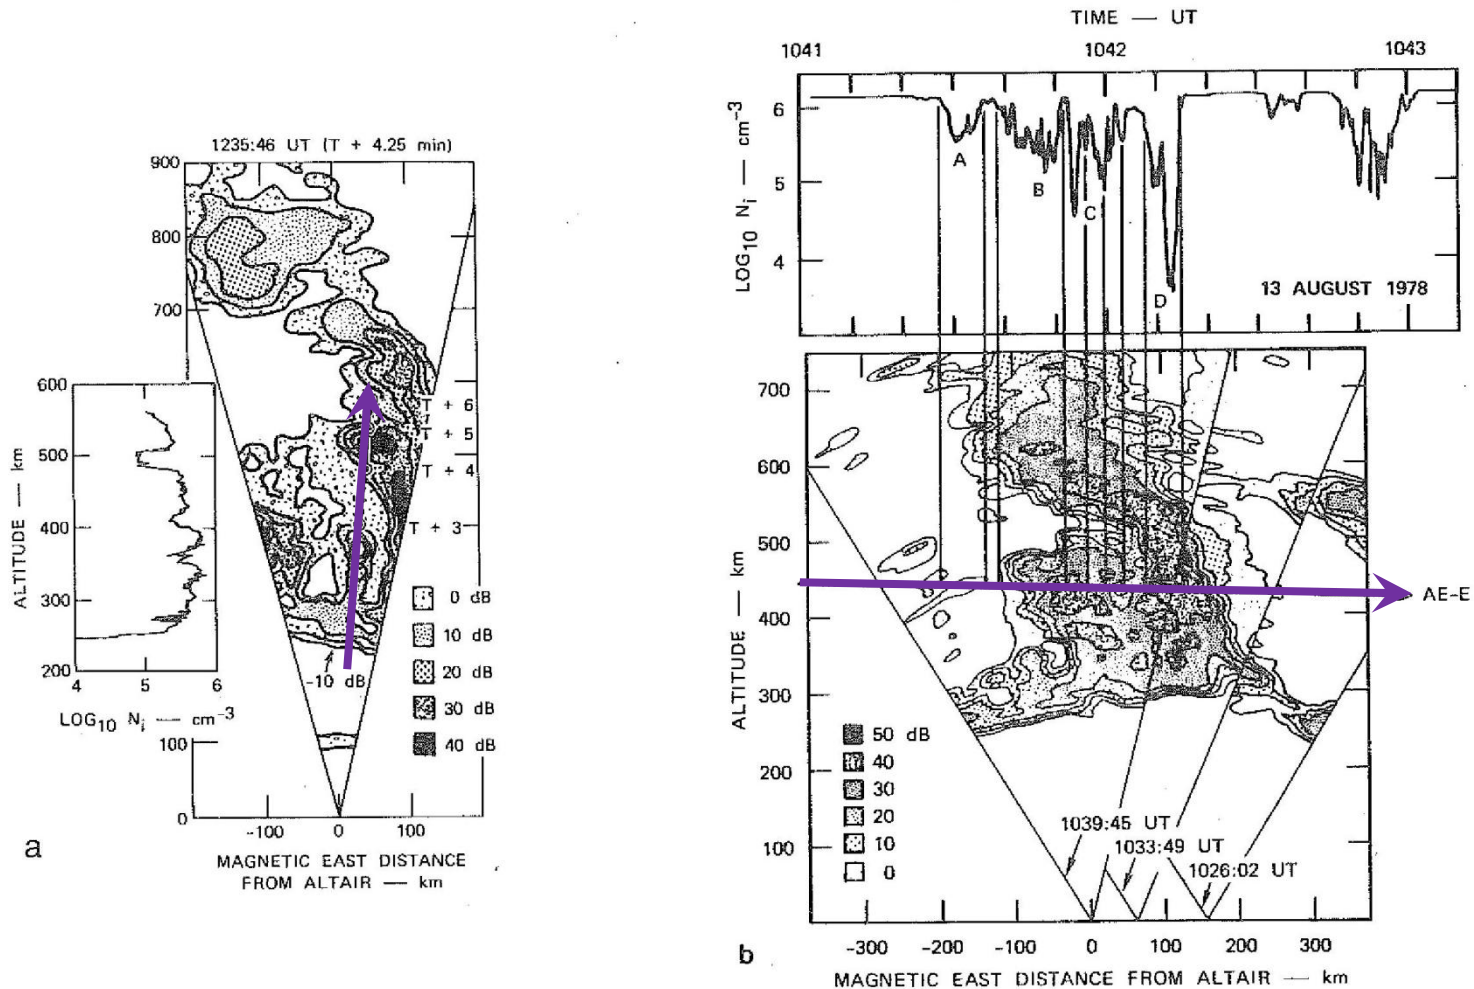 1235:46 UT (T + 4.25 min)
900
800
700
600
500
400
300
200
100
0
ALTITUDE — km
4 5 6
LOG10 Ni — cm-3
T + 6
T + 5
T + 4
T + 3
-10 dB
0 dB
10 dB
20 dB
30 dB
40 dB
-100 0 100
MAGNETIC EAST DISTANCE
FROM ALTAIR — km
a
TIME — UT
1041 1042 1043
6
5
4
LOG10 Ni — cm-3
A
B
C
D
13 AUGUST 1978
700
600
500
400
300
200
100
ALTITUDE — km
AE-E
50 dB
40
30
20
10
0
1039:45 UT
1033:49 UT
1026:02 UT
-300 -200 -100 0 100 200 300
MAGNETIC EAST DISTANCE FROM ALTAIR — km
b